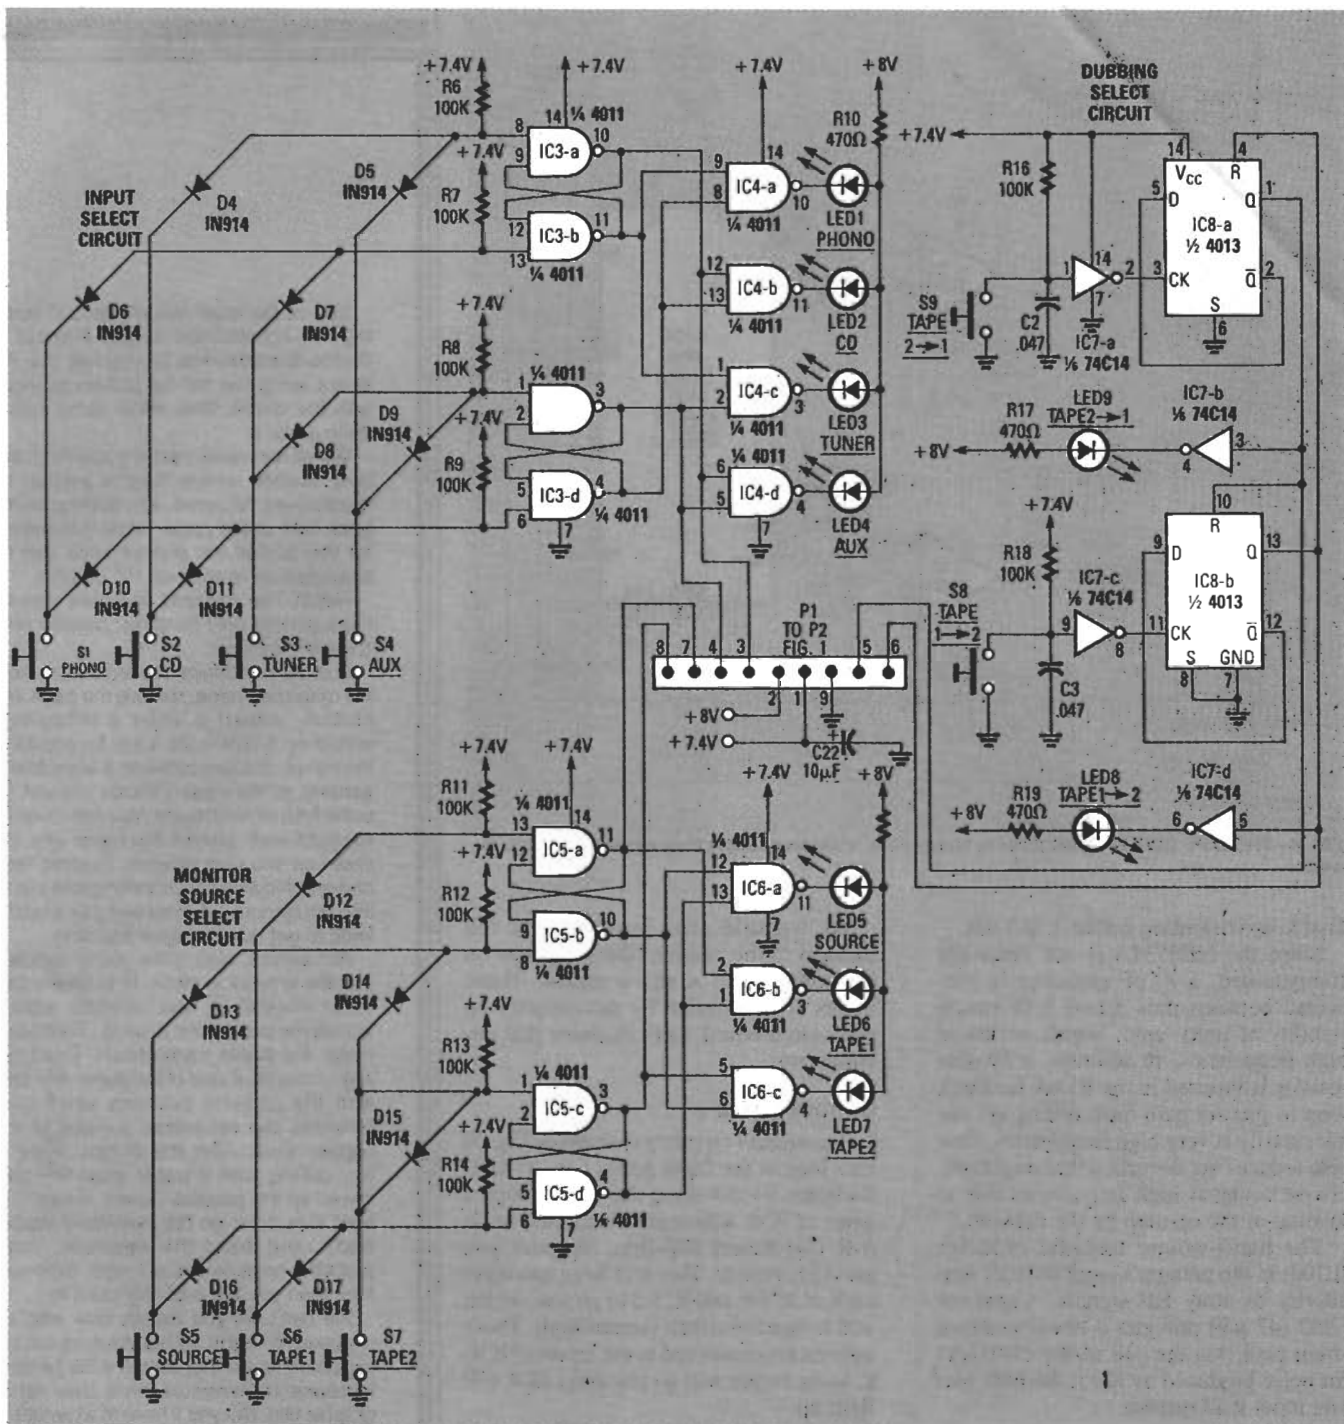 +7.4V
+7.4V
+7.4V
+8V
DUBBING
SELECT
CIRCUIT
R6
100K
14
¼ 4011
8
10
9
IC3-a
+7.4V
R10
470Ω
+7.4V
14
4
VCC
R
R16
100K
5
D
Q
1
IC8-a
½ 4013
3
CK
Q̅
2
S
6
INPUT
SELECT
CIRCUIT
D4
IN914
D5
IN914
R7
100K
12
11
IC3-b
13
¼ 4011
9
14
8
IC4-a
10
¼ 4011
LED1
PHONO
12
13
IC4-b
11
¼ 4011
LED2
CD
S9
TAPE
2→1
1
14
2
7
C2
.047
IC7-a
⅙ 74C14
D6
IN914
D7
IN914
+7.4V
R8
100K
¼ 4011
1
3
2
+7.4V
1
2
IC4-c
3
¼ 4011
LED3
TUNER
R17
470Ω
LED9
TAPE2→1
IC7-b
⅙ 74C14
+8V
4
3
D8
IN914
D9
IN914
R9
100K
5
4
IC3-d
6
¼ 4011
7
¼ 4011
6
5
IC4-d
4
7
LED4
AUX
+7.4V
R18
100K
10
R
9
D
Q
13
IC8-b
½ 4013
11
CK
Q̅
12
S
GND
8
7
IC7-c
⅙ 74C14
9
8
S8
TAPE
1→2
C3
.047
D10
IN914
D11
IN914
S1
PHONO
S2
CD
S3
TUNER
S4
AUX
P1
TO P2
FIG. 1
8
7
4
3
5
6
2
1
9
+8V
+7.4V
+
C22
10µF
+7.4V
R11
100K
+7.4V
¼ 4011
14
13
11
12
IC5-a
+7.4V
+8V
R19
470Ω
LED8
TAPE1→2
IC7-d
⅙ 74C14
+8V
6
5
MONITOR
SOURCE
SELECT
CIRCUIT
D12
IN914
+7.4V
R12
100K
9
10
IC5-b
8
¼ 4011
¼ 4011
12
14
13
IC6-a
11
7
LED5
SOURCE
D13
IN914
D14
IN914
+7.4V
R13
100K
¼ 4011
2
1
IC6-b
3
¼ 4011
LED6
TAPE1
D15
IN914
1
3
2
IC5-c
+7.4V
R14
100K
5
4
IC5-d
6
⅙ 4011
7
5
6
IC6-c
4
¼ 4011
LED7
TAPE2
D16
IN914
D17
IN914
S5
SOURCE
S6
TAPE1
S7
TAPE2
1